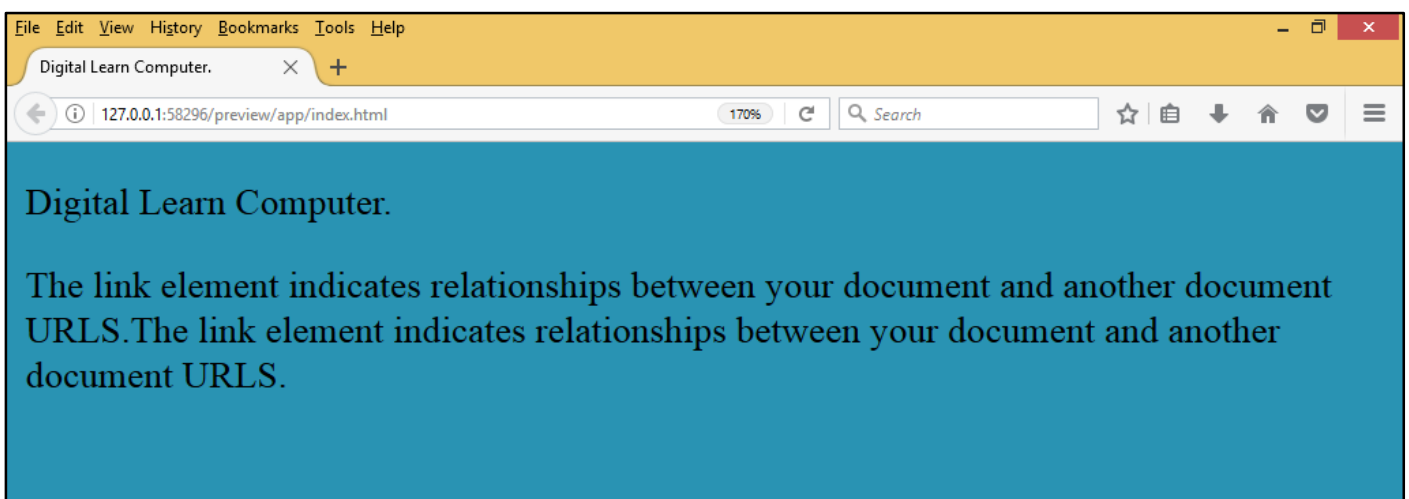 File Edit View History Bookmarks Tools Help
Digital Learn Computer.
127.0.0.1:58296/preview/app/index.html 170% Search
Digital Learn Computer.
The link element indicates relationships between your document and another document
URLS.The link element indicates relationships between your document and another
document URLS.